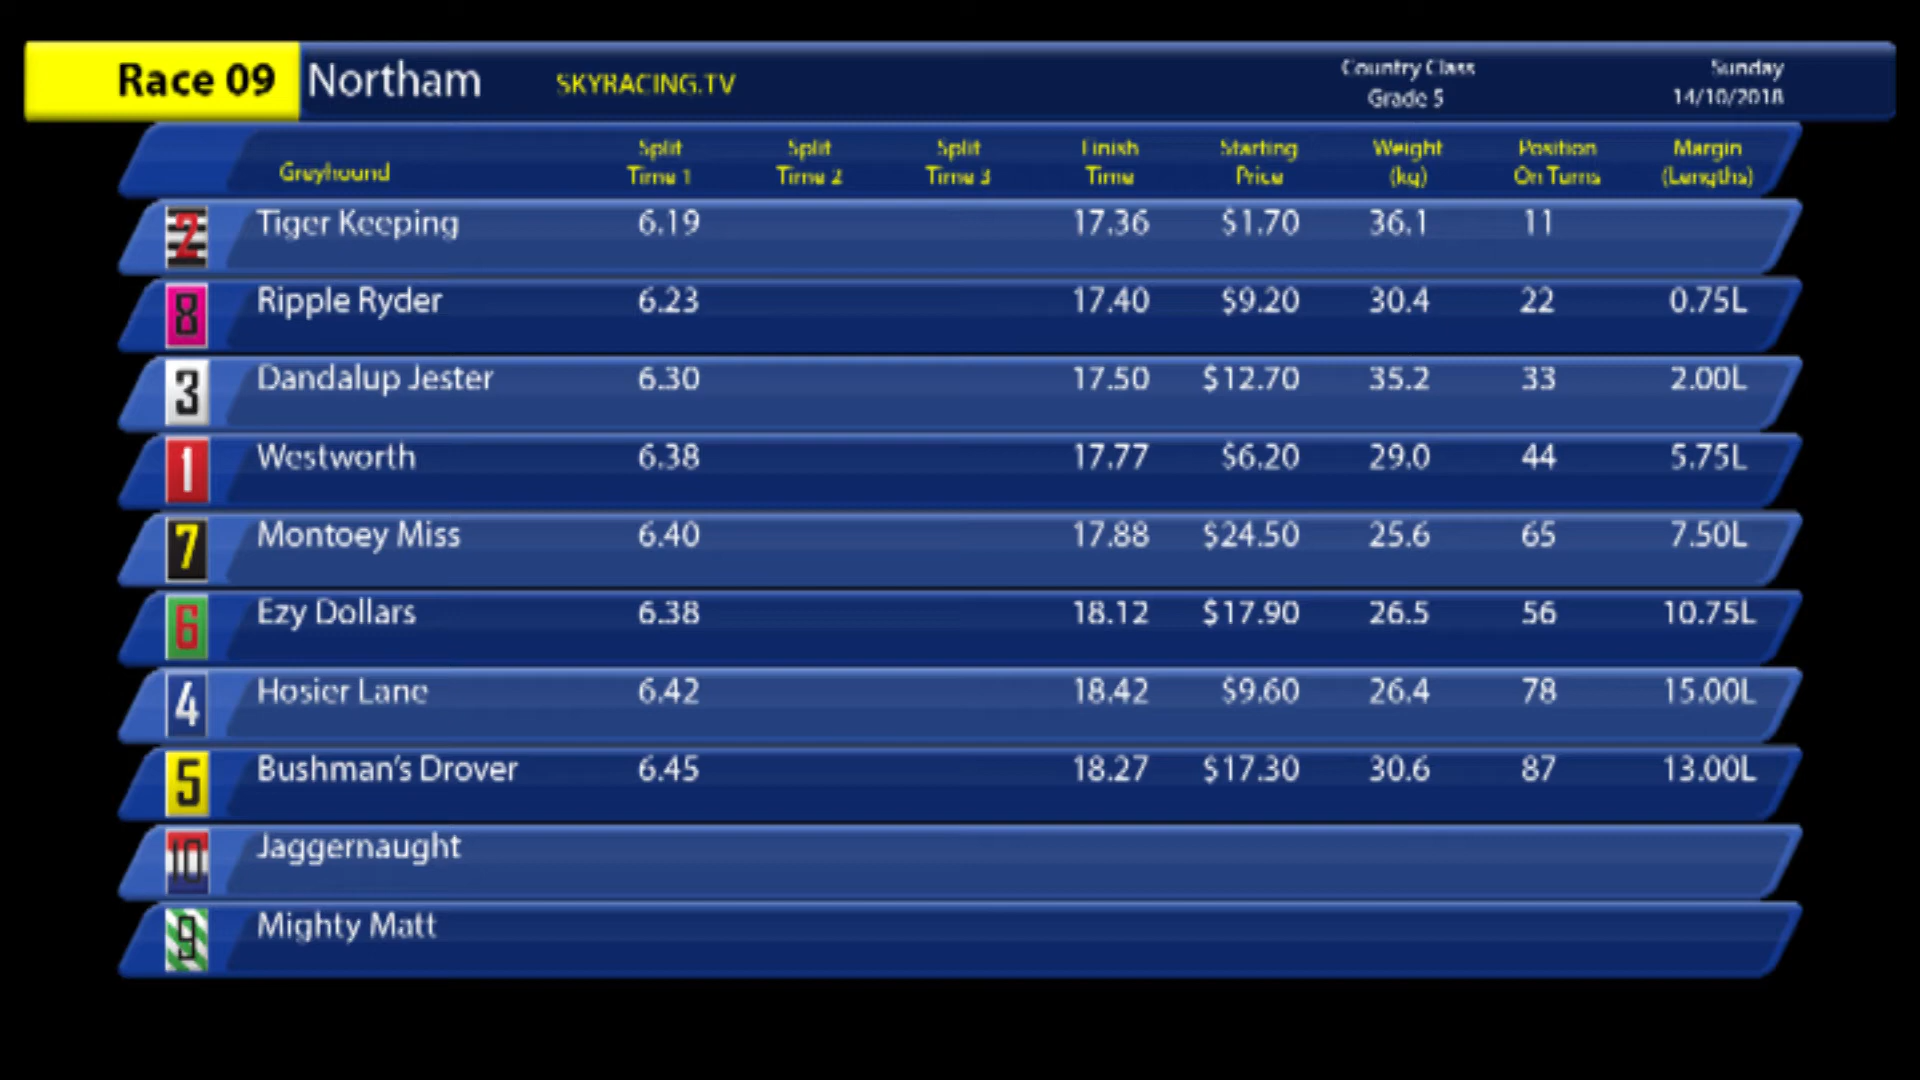 Race 09 Northam SKYRACING.TV Country Class Grade 5 Sunday 14/10/2018
Greyhound Split Time 1 Split Time 2 Split Time 3 Finish Time Starting Price Weight (kg) Position On Turns Margin (Lengths)
2 Tiger Keeping 6.19 17.36 $1.70 36.1 11
8 Ripple Ryder 6.23 17.40 $9.20 30.4 22 0.75L
3 Dandalup Jester 6.30 17.50 $12.70 35.2 33 2.00L
1 Westworth 6.38 17.77 $6.20 29.0 44 5.75L
7 Montoey Miss 6.40 17.88 $24.50 25.6 65 7.50L
6 Ezy Dollars 6.38 18.12 $17.90 26.5 56 10.75L
4 Hosier Lane 6.42 18.42 $9.60 26.4 78 15.00L
5 Bushman's Drover 6.45 18.27 $17.30 30.6 87 13.00L
10 Jaggernaught
9 Mighty Matt